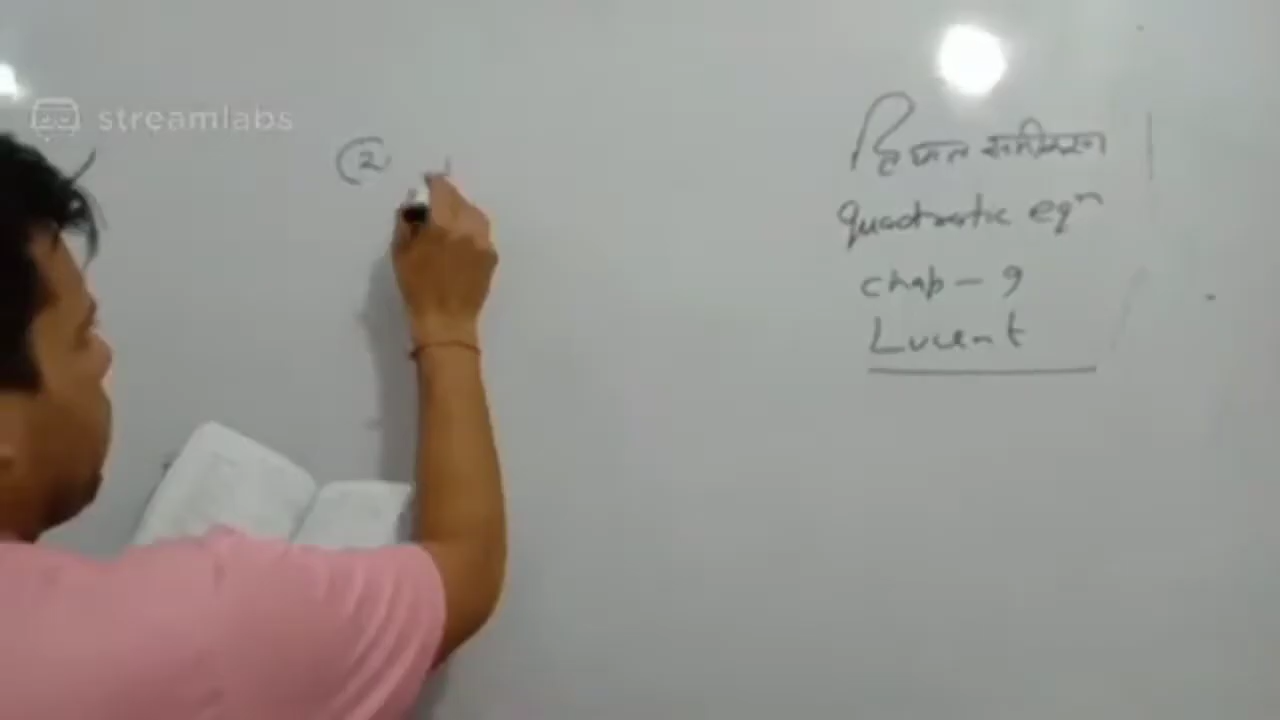 streamlabs
(2)
द्विघात समीकरण
quadratic eqn
chap - 9
Lucent